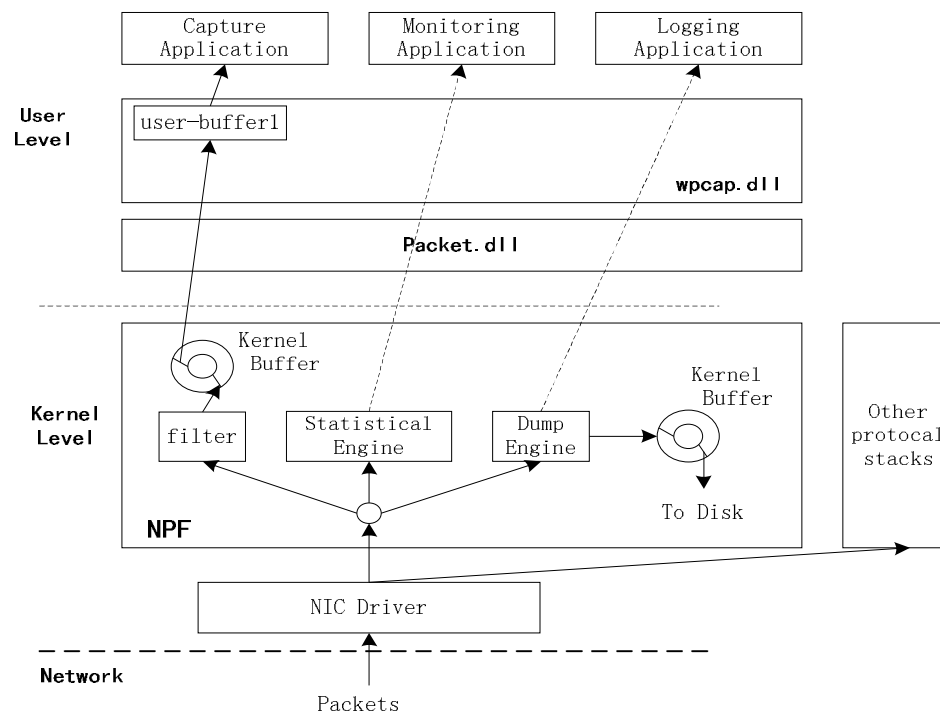 Capture
Application
Monitoring
Application
Logging
Application
User
Level
user-buffer1
wpcap.dll
Packet.dll
Kernel
Buffer
Kernel
Buffer
Kernel
Level
filter
Statistical
Engine
Dump
Engine
Other
protocal
stacks
To Disk
NPF
NIC Driver
Network
Packets